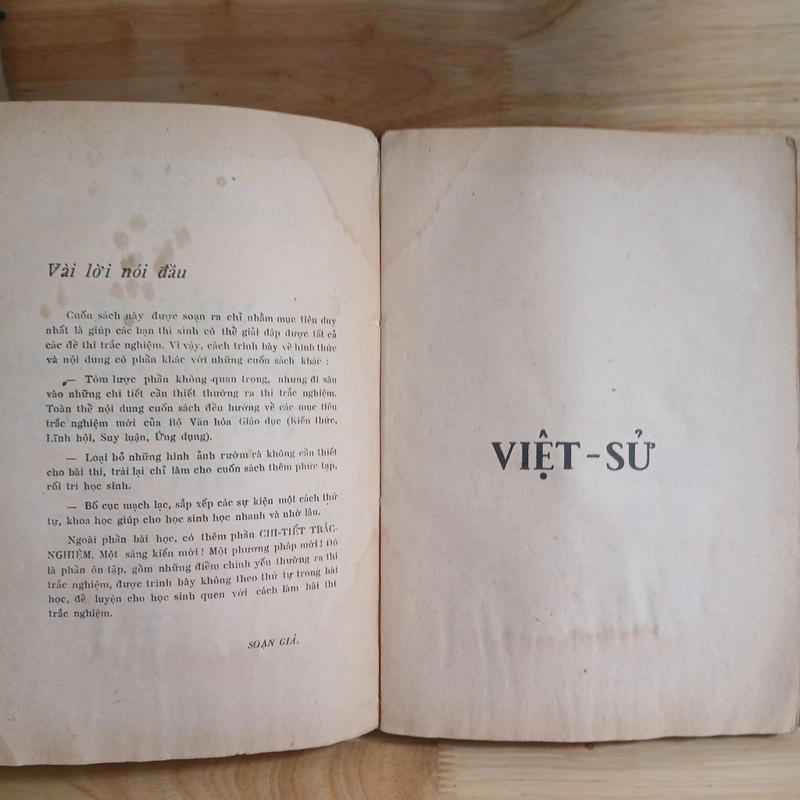 Vài lời nói đầu
Cuốn sách này được soạn ra chỉ nhằm mục tiêu duy
nhất là giúp các bạn thí sinh có thể giải đáp được tất cả
các đề thi trắc nghiệm. Vì vậy, cách trình bày về hình thức
và nội dung có phần khác với những cuốn sách khác :
— Tóm lược phần không quan trọng, nhưng đi sâu
vào những chi tiết cần thiết thường ra thi trắc nghiệm.
Toàn thể nội dung cuốn sách đều hướng về các mục tiêu
trắc nghiệm mới của Bộ Văn hóa Giáo dục (Kiến thức,
Lĩnh hội, Suy luận, Ứng dụng).
— Loại bỏ những hình ảnh rườm rà không cần thiết
cho bài thi, trái lại chỉ làm cho cuốn sách thêm phức tạp,
rối trí học sinh.
— Bố cục mạch lạc, sắp xếp các sự kiện một cách thứ
tự, khoa học giúp cho học sinh học nhanh và nhớ lâu.
Ngoài phần bài học, có thêm phần CHI-TIẾT TRẮC-
NGHIỆM. Một sáng kiến mới ! Một phương pháp mới ! Đó
là phần ôn tập, gồm những điểm chính yếu thường ra thi
trắc nghiệm, được trình bày không theo thứ tự trong bài
học, để luyện cho học sinh quen với cách làm bài thi
trắc nghiệm.
SOẠN GIẢ.
VIỆT-SỬ